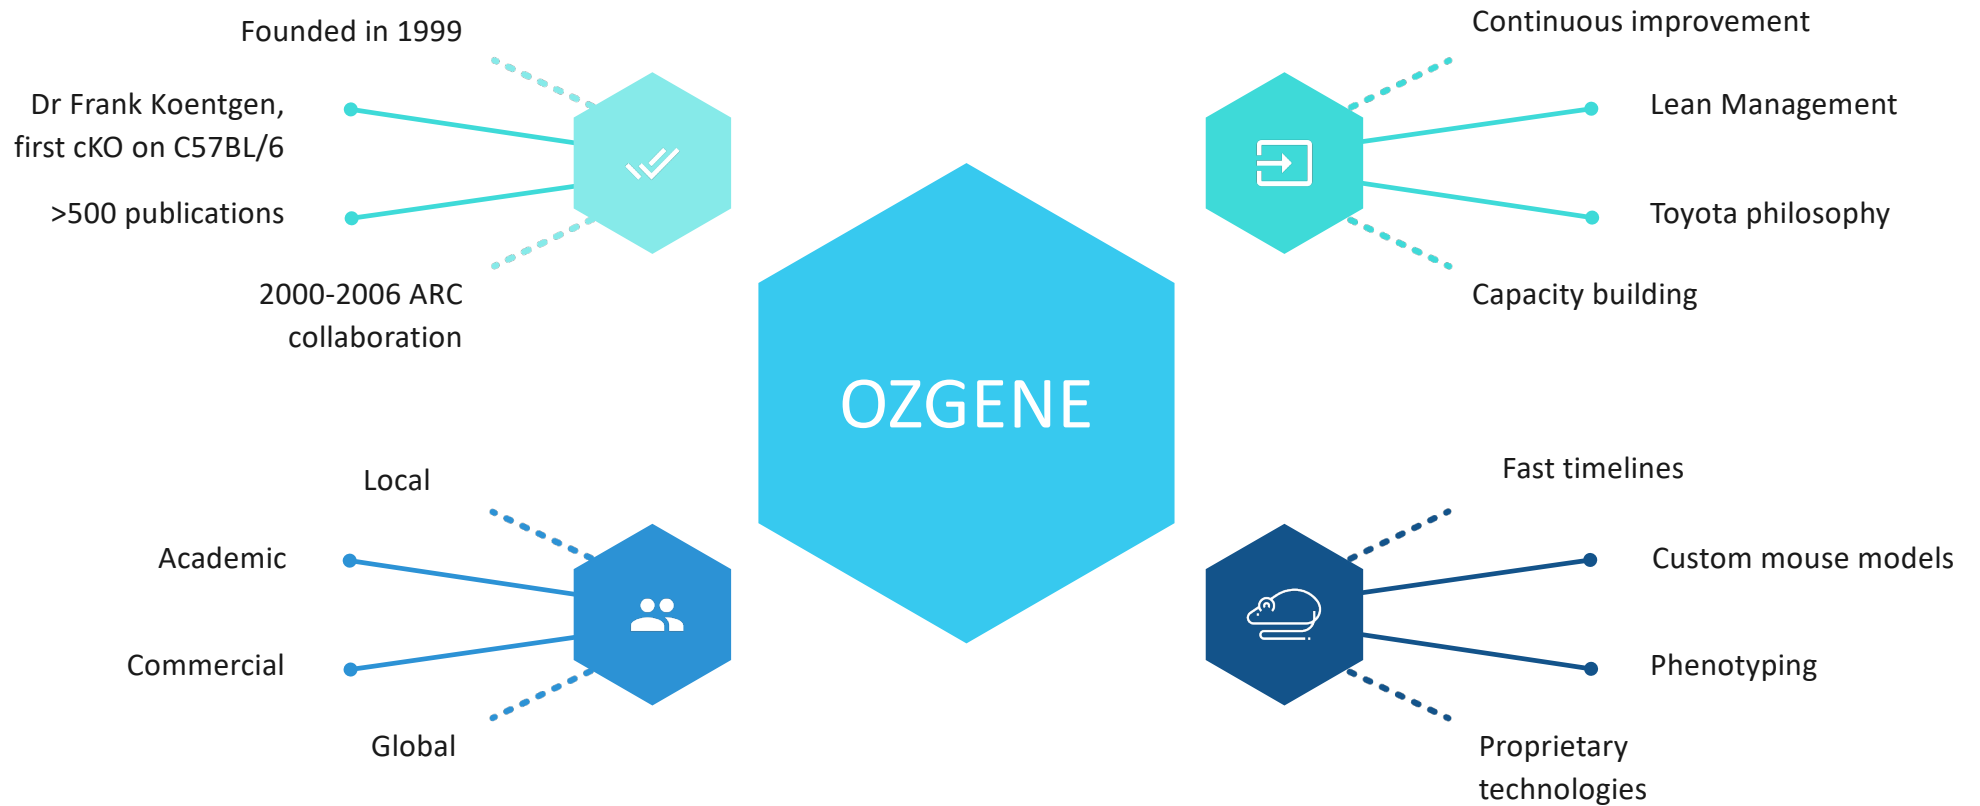 Founded in 1999
Dr Frank Koentgen,
first cKO on C57BL/6
>500 publications
2000-2006 ARC
collaboration
Continuous improvement
Lean Management
Toyota philosophy
Capacity building
OZGENE
Local
Academic
Commercial
Global
Fast timelines
Custom mouse models
Phenotyping
Proprietary
technologies